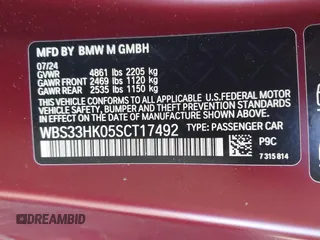 MFD BY BMW M GMBH
07/24
GVWR 4861 lbs 2205 kg
GAWR FRONT 2469 lbs 1120 kg
GAWR REAR 2535 lbs 1150 kg
THIS VEHICLE CONFORMS TO ALL APPLICABLE FEDERAL MOTOR VEHICLE SAFETY, BUMPER AND THEFT PREVENTION STANDARDS IN EFFECT ON THE DATE OF MANUFACTURE SHOWN ABOVE.
WBS33HK05SCT17492 TYPE: PASSENGER CAR
P9C
7 315 814
DREAMBID